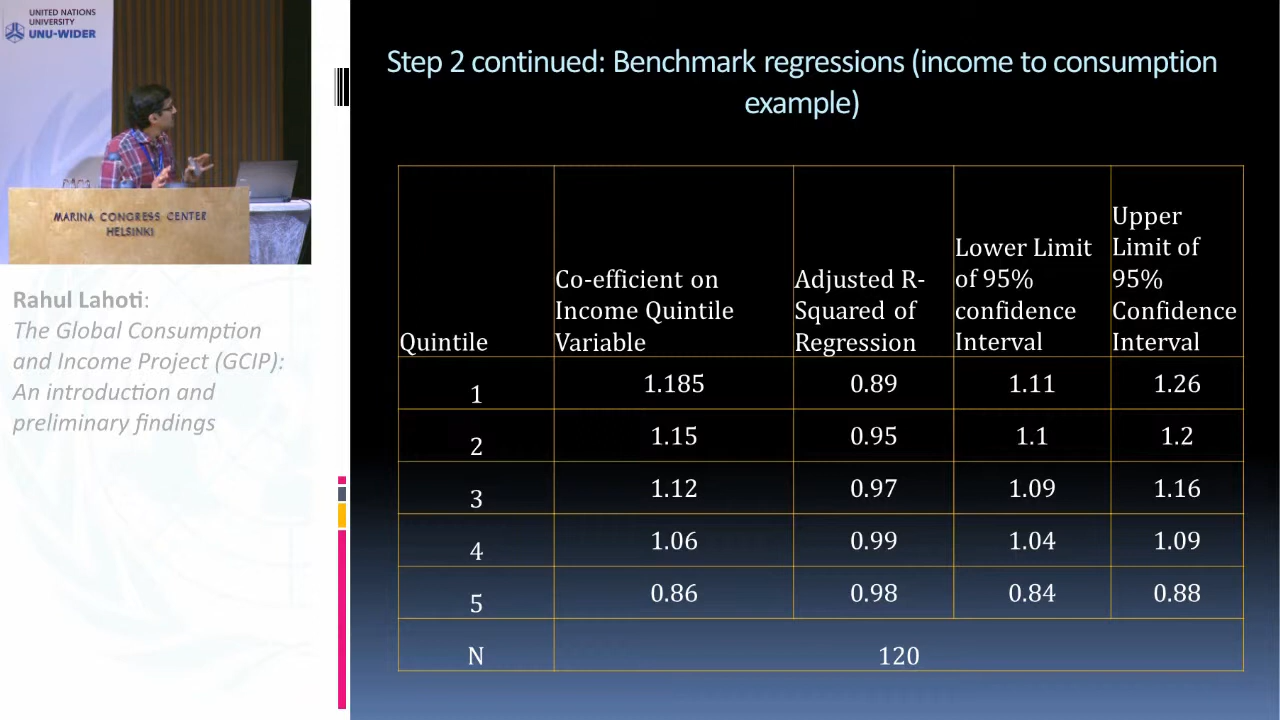 UNITED NATIONS
UNIVERSITY
UNU-WIDER
MARINA CONGRESS CENTER
HELSINKI
Rahul Lahoti:
The Global Consumption
and Income Project (GCIP):
An introduction and
preliminary findings
Step 2 continued: Benchmark regressions (income to consumption
example)
Quintile
Co-efficient on
Income Quintile
Variable
Adjusted R-
Squared of
Regression
Lower Limit
of 95%
confidence
Interval
Upper
Limit of
95%
Confidence
Interval
1 1.185 0.89 1.11 1.26
2 1.15 0.95 1.1 1.2
3 1.12 0.97 1.09 1.16
4 1.06 0.99 1.04 1.09
5 0.86 0.98 0.84 0.88
N 120